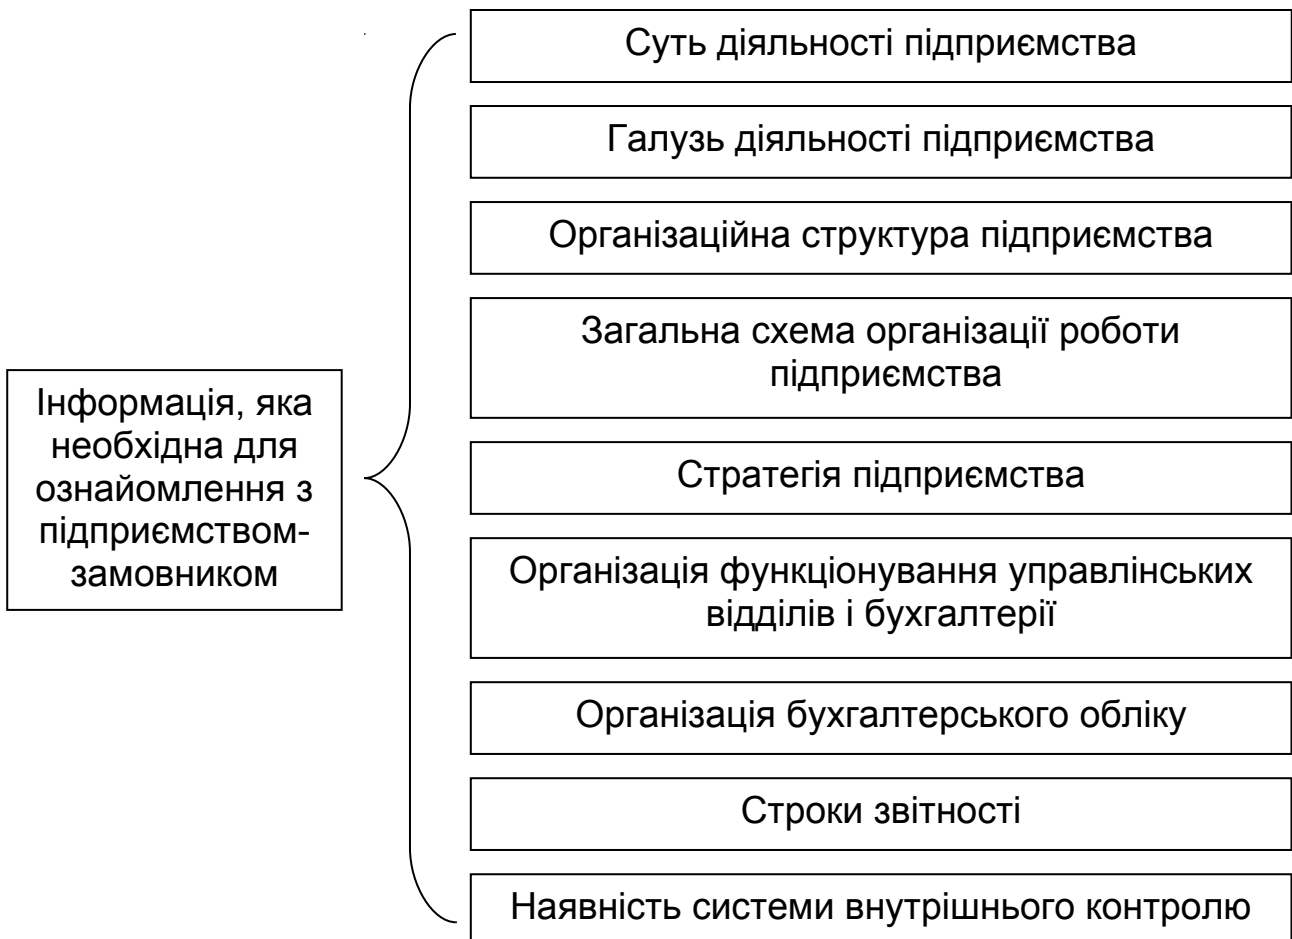 Суть діяльності підприємства
Галузь діяльності підприємства
Організаційна структура підприємства
Загальна схема організації роботи
підприємства
Інформація, яка
необхідна для
ознайомлення з
підприємством-
замовником
Стратегія підприємства
Організація функціонування управлінських
відділів і бухгалтерії
Організація бухгалтерського обліку
Строки звітності
Наявність системи внутрішнього контролю